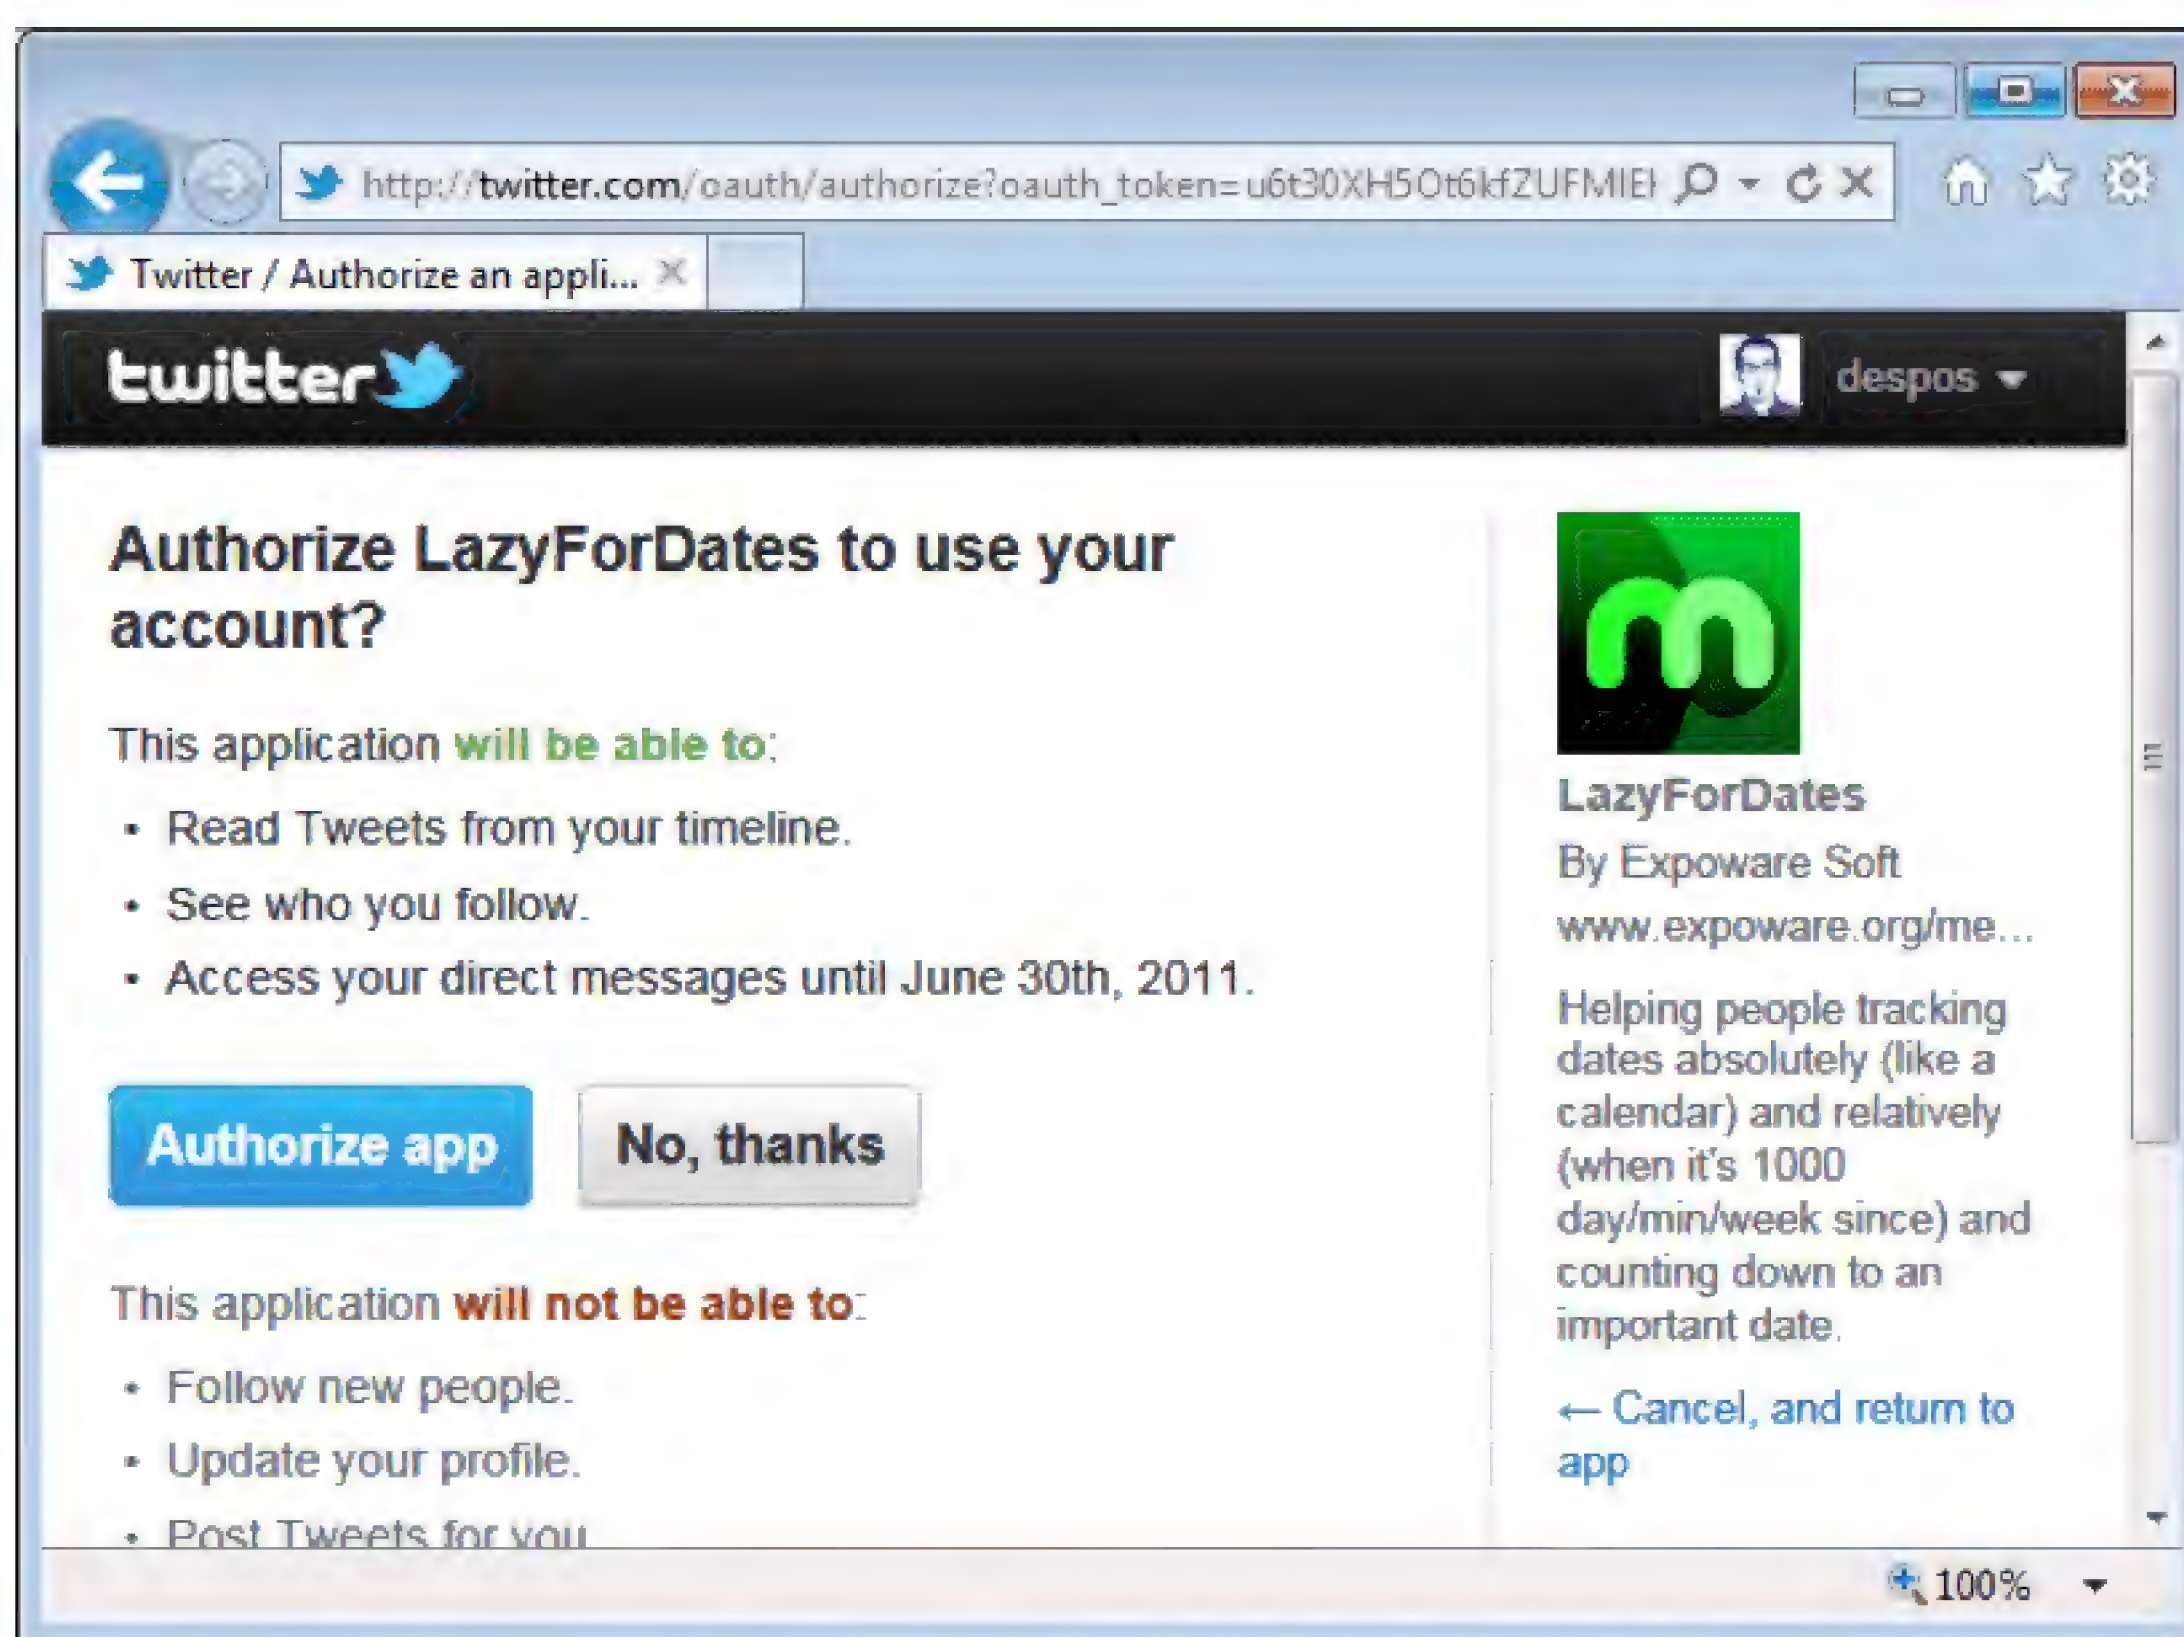 http://twitter.com/oauth/authorize?oauth_token=u6t30XH5Ot6kfZUFMIEI
Twitter / Authorize an appli...
twitter
despos
Authorize LazyForDates to use your
account?
This application will be able to:
• Read Tweets from your timeline.
• See who you follow.
• Access your direct messages until June 30th, 2011.
Authorize app
No, thanks
This application will not be able to:
• Follow new people.
• Update your profile.
• Post Tweets for you
m
LazyForDates
By Expoware Soft
www.expoware.org/me...
Helping people tracking
dates absolutely (like a
calendar) and relatively
(when it's 1000
day/min/week since) and
counting down to an
important date.
← Cancel, and return to
app
100%